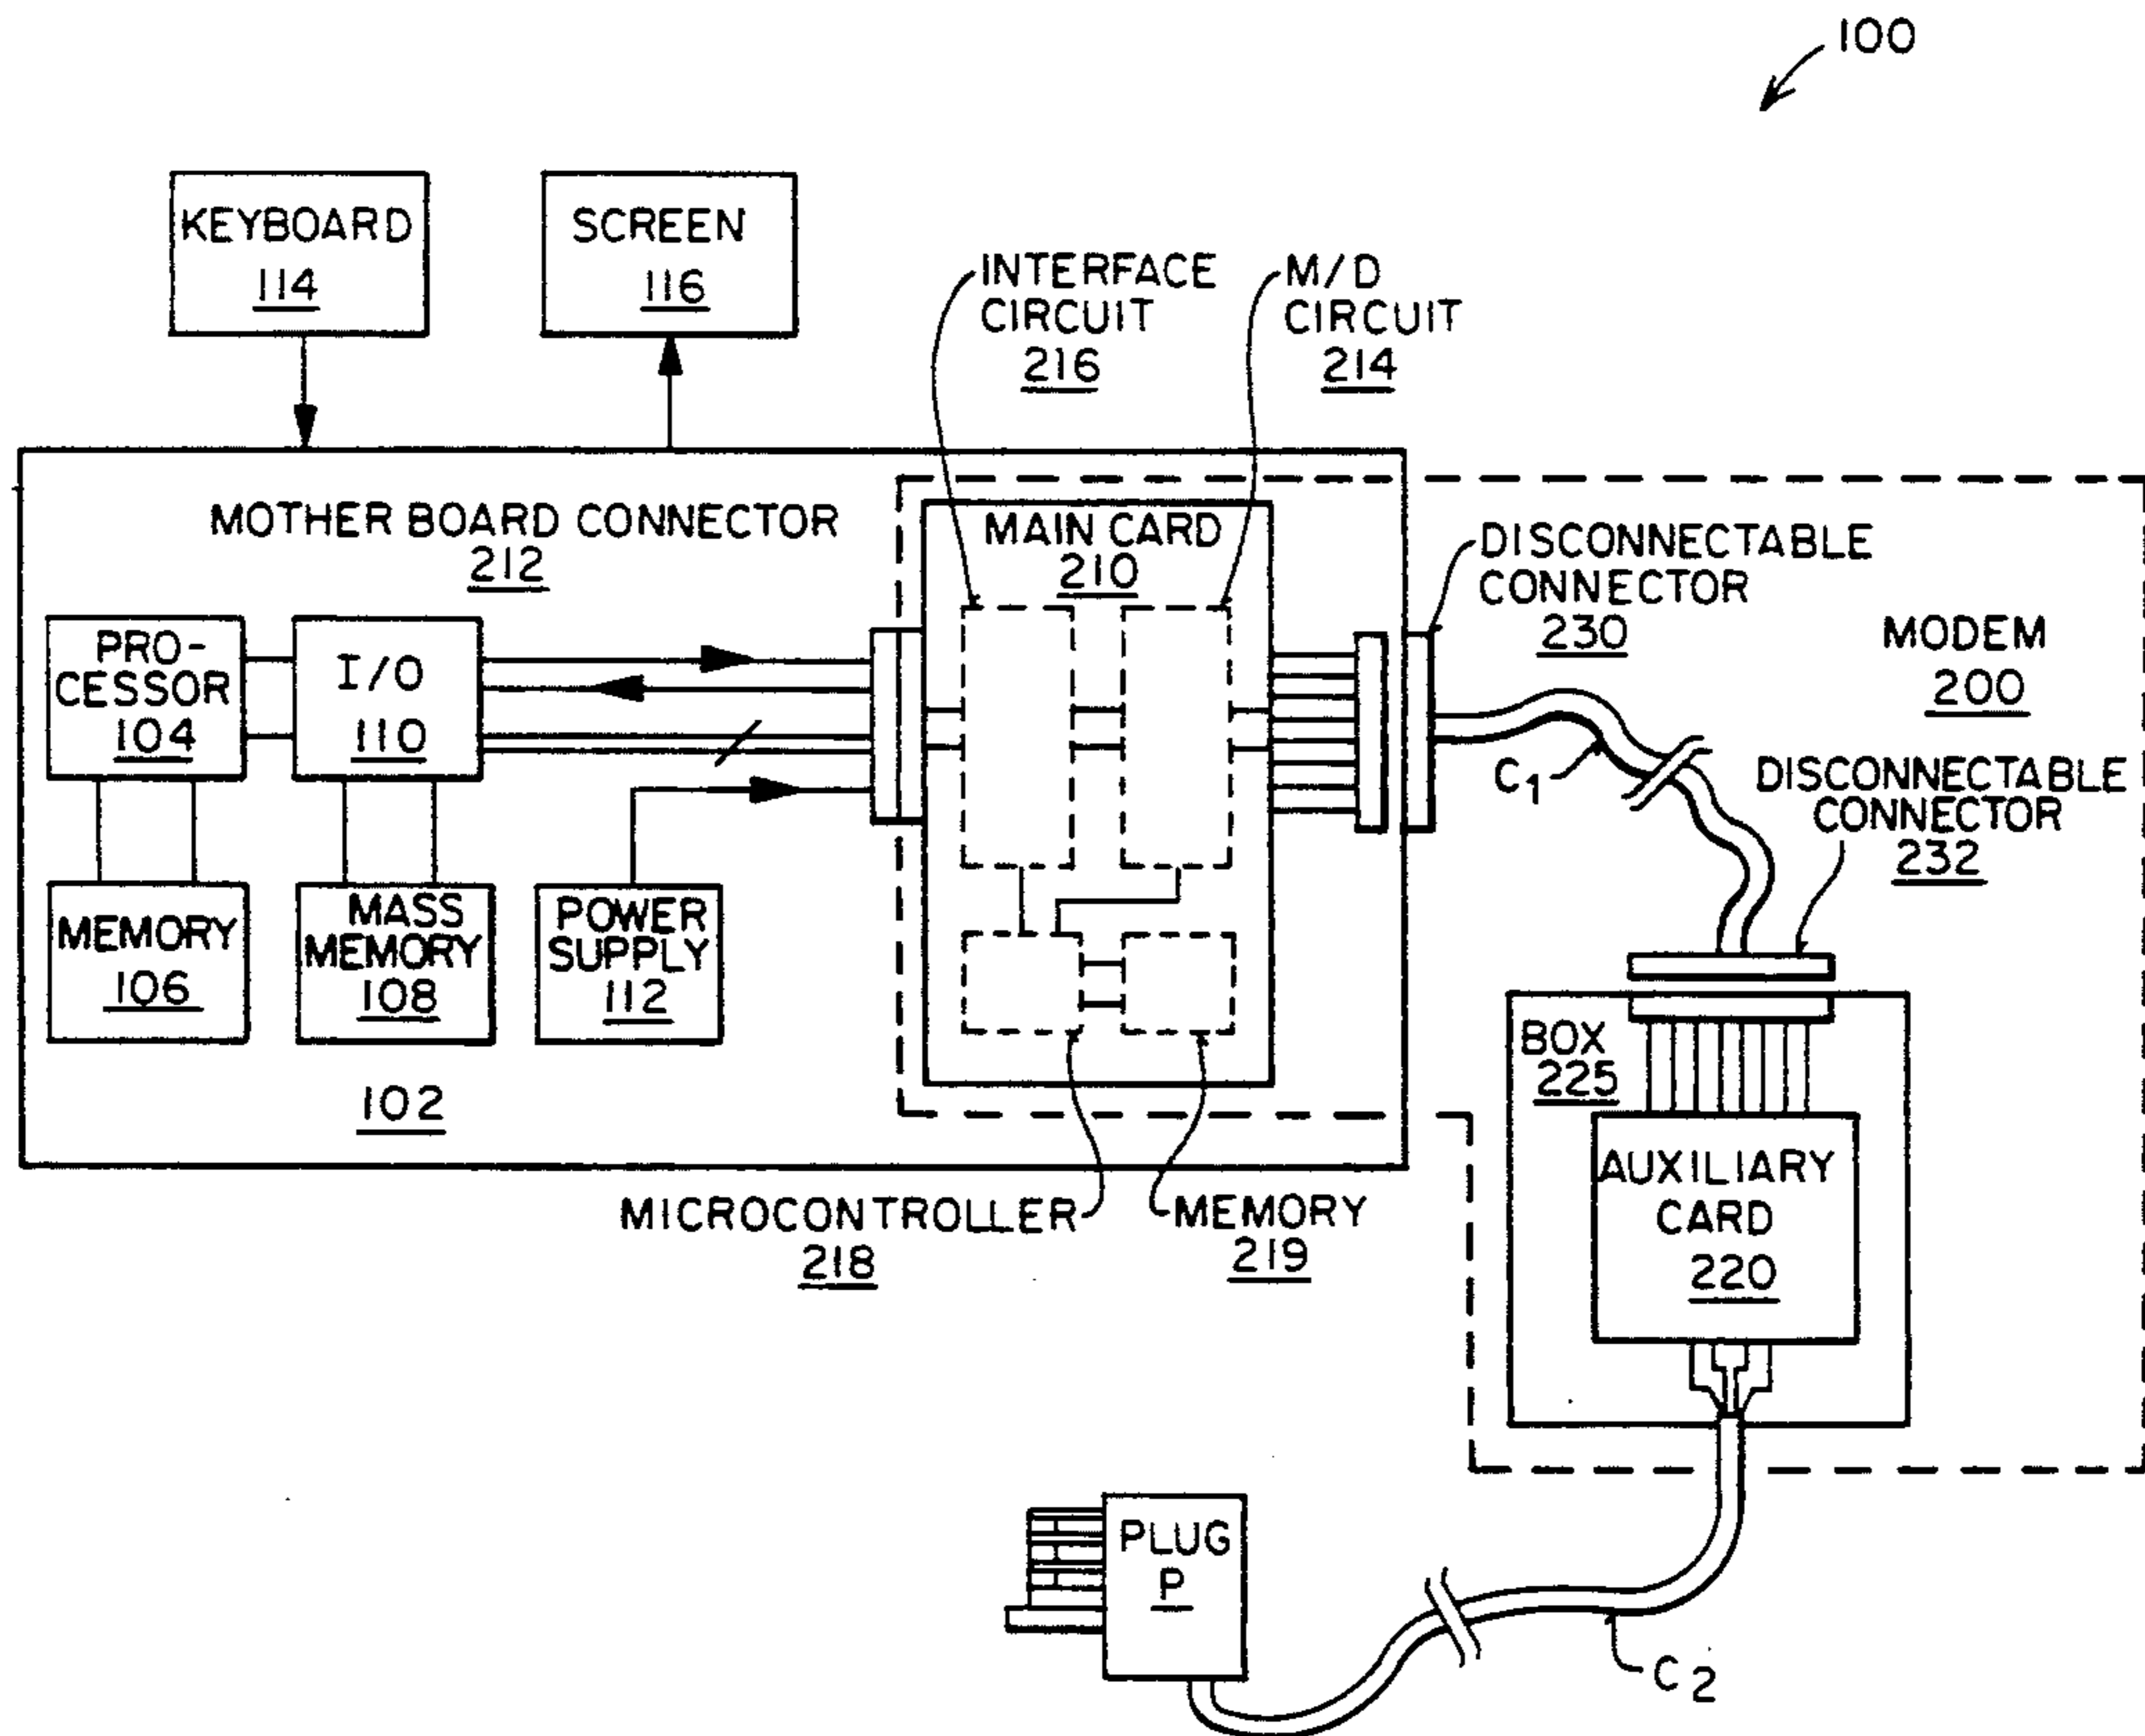 100
KEYBOARD
114
SCREEN
116
INTERFACE
CIRCUIT
216
M/D
CIRCUIT
214
MOTHER BOARD CONNECTOR
212
MAIN CARD
210
DISCONNECTABLE
CONNECTOR
230
MODEM
200
PRO-
CESSOR
104
I/O
110
C1
DISCONNECTABLE
CONNECTOR
232
MEMORY
106
MASS
MEMORY
108
POWER
SUPPLY
112
BOX
225
102
AUXILIARY
CARD
220
MICROCONTROLLER
218
MEMORY
219
PLUG
P
C2